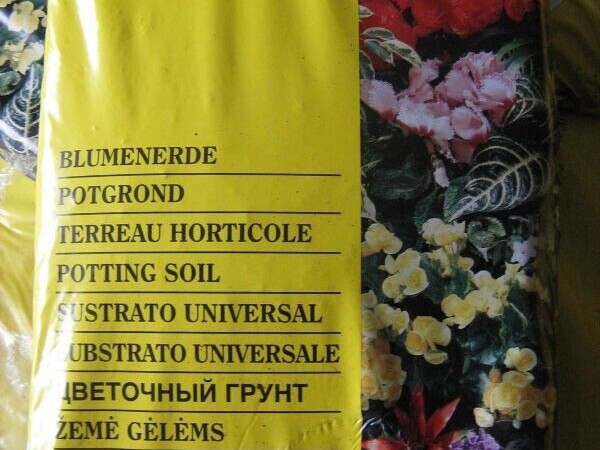 BLUMENERDE
POTGROND
TERREAU HORTICOLE
POTTING SOIL
SUSTRATO UNIVERSAL
SUBSTRATO UNIVERSALE
ЦВЕТОЧНЫЙ ГРУНТ
ŽEMĖ GĖLĖMS